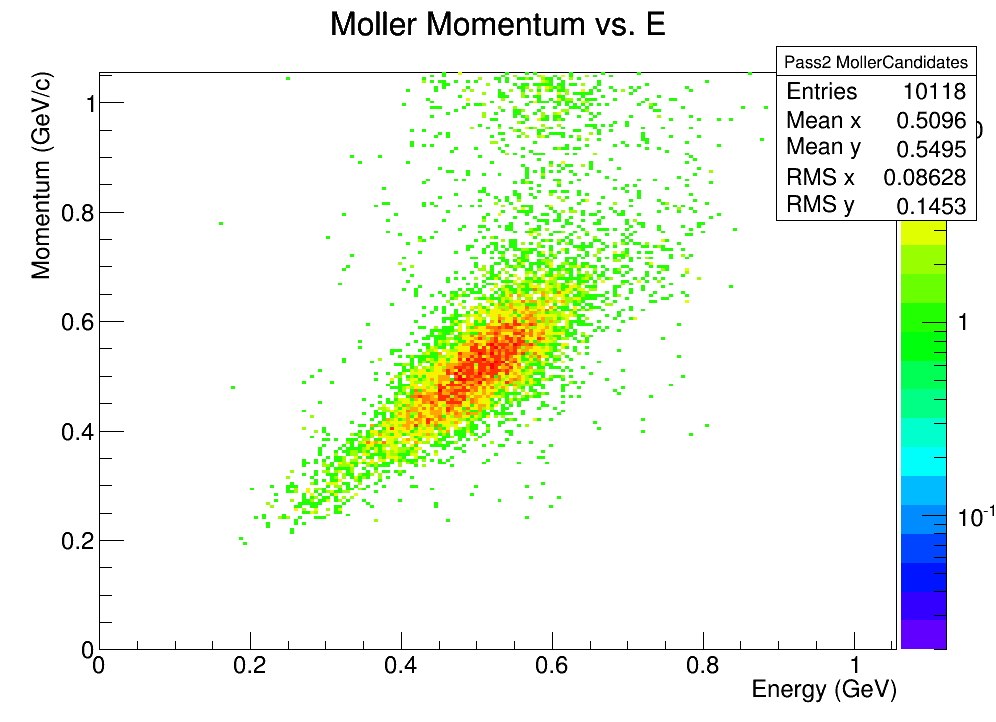 Moller Momentum vs. E
Pass2 MollerCandidates
Entries 10118
Mean x 0.5096
Mean y 0.5495
RMS x 0.08628
RMS y 0.1453
Momentum (GeV/c)
1
0.8
0.6
0.4
0.2
0
0 0.2 0.4 0.6 0.8 1
Energy (GeV)
1
10-1